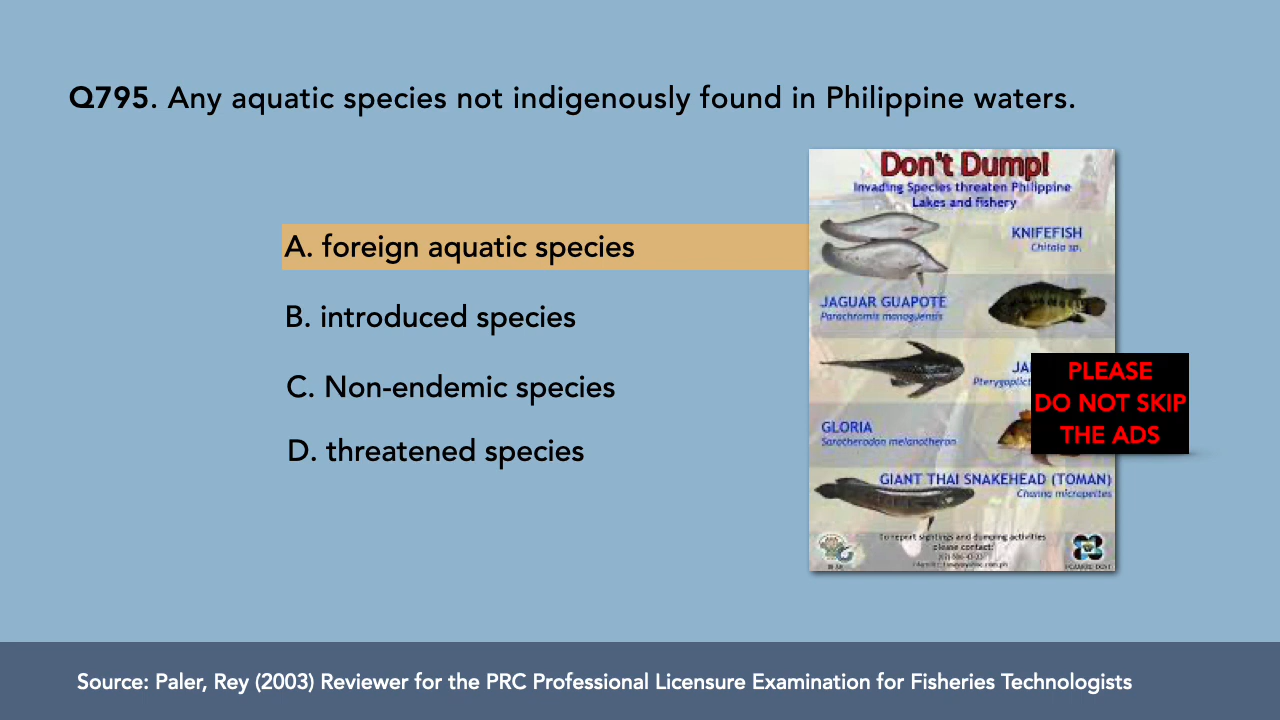 Q795. Any aquatic species not indigenously found in Philippine waters.
A. foreign aquatic species
B. introduced species
C. Non-endemic species
D. threatened species
Don't Dump!
Invading Species threaten Philippine
Lakes and fishery
KNIFEFISH
Chitala sp.
JAGUAR GUAPOTE
Parachromis managuensis
JA
GLORIA
Sarotherodon melanotheron
GIANT THAI SNAKEHEAD (TOMAN)
Channa micropeltes
To report sightings and dumping activities
please contact:
PLEASE
DO NOT SKIP
THE ADS
Source: Paler, Rey (2003) Reviewer for the PRC Professional Licensure Examination for Fisheries Technologists